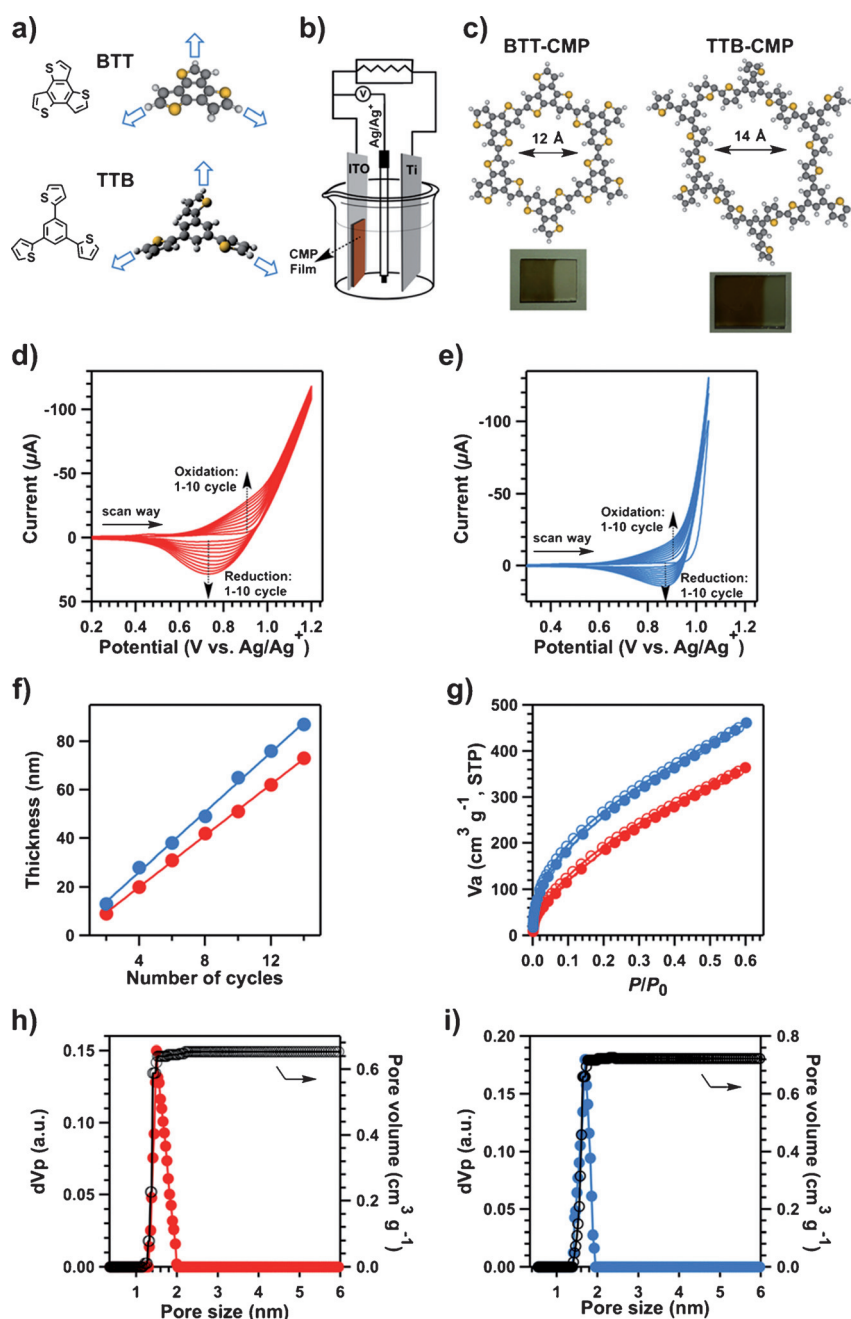 a)
BTT
S
S
S
TTB
S
S
S
b)
V
Ag/Ag+
ITO
Ti
CMP
Film
c)
BTT-CMP
TTB-CMP
12 Å
14 Å
d)
-100
-50
0
50
Current (µA)
Oxidation:
1-10 cycle
scan way
Reduction:
1-10 cycle
0.2 0.4 0.6 0.8 1.0 1.2
Potential (V vs. Ag/Ag+)
e)
-100
-50
0
Current (µA)
Oxidation:
1-10 cycle
scan way
Reduction:
1-10 cycle
0.4 0.6 0.8 1.0 1.2
Potential (V vs. Ag/Ag+)
f)
80
60
40
20
0
Thickness (nm)
4 8 12
Number of cycles
g)
500
400
300
200
100
0
Va (cm3 g-1, STP)
0.0 0.1 0.2 0.3 0.4 0.5 0.6
P/P0
h)
0.15
0.10
0.05
0.00
dVp (a.u.)
0.6
0.4
0.2
0.0
Pore volume (cm3 g-1)
1 2 3 4 5 6
Pore size (nm)
i)
0.20
0.15
0.10
0.05
0.00
dVp (a.u.)
0.8
0.6
0.4
0.2
0.0
Pore volume (cm3 g-1)
1 2 3 4 5 6
Pore size (nm)